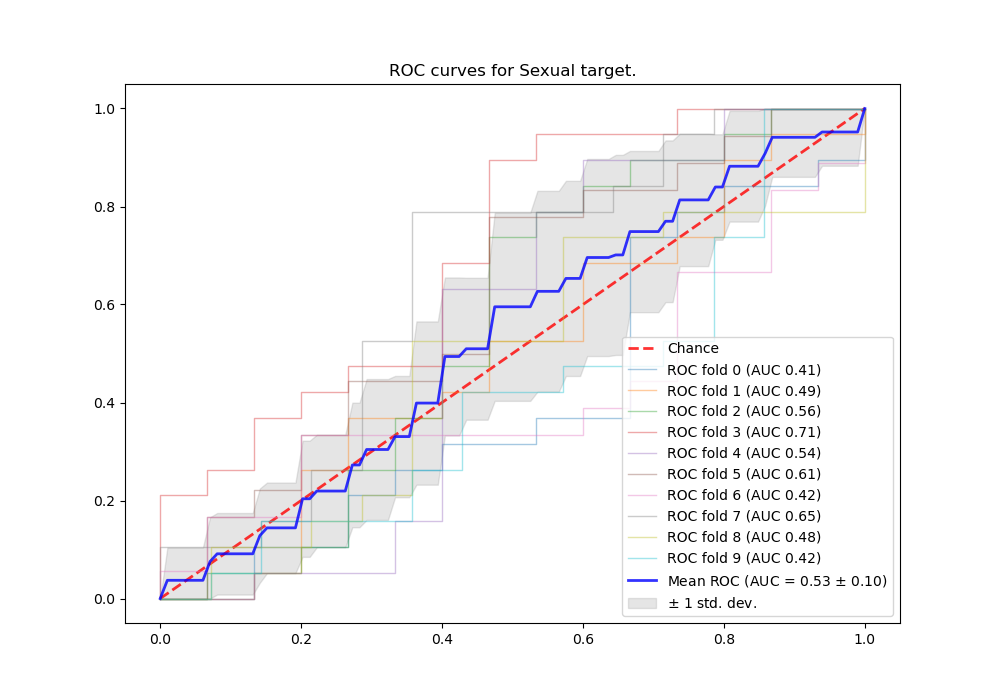 ROC curves for Sexual target.
1.0
0.8
0.6
0.4
0.2
0.0
Chance
ROC fold 0 (AUC 0.41)
ROC fold 1 (AUC 0.49)
ROC fold 2 (AUC 0.56)
ROC fold 3 (AUC 0.71)
ROC fold 4 (AUC 0.54)
ROC fold 5 (AUC 0.61)
ROC fold 6 (AUC 0.42)
ROC fold 7 (AUC 0.65)
ROC fold 8 (AUC 0.48)
ROC fold 9 (AUC 0.42)
Mean ROC (AUC = 0.53 ± 0.10)
± 1 std. dev.
0.0 0.2 0.4 0.6 0.8 1.0